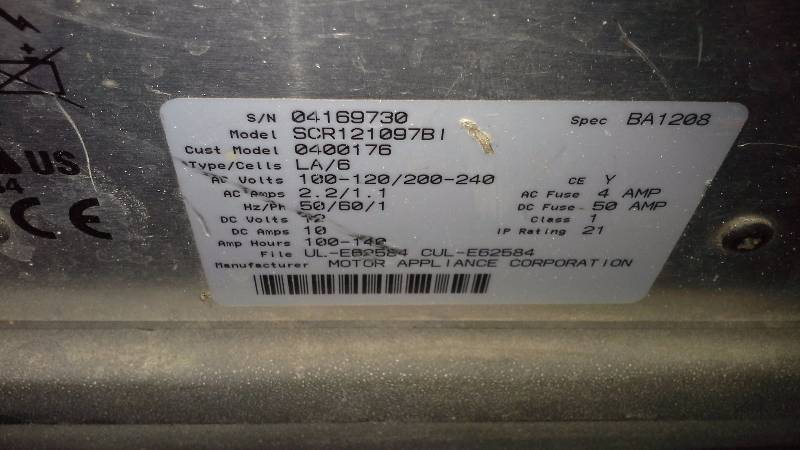 S/N 04169730 Spec BA1208
Model SCR121097BI
Cust Model 0400176
Type/Cells LA/6
AC Volts 100-120/200-240 CE Y
AC Amps 2.2/1.1 AC Fuse 4 AMP
Hz/Ph 50/60/1 DC Fuse 50 AMP
DC Volts 12 Class 1
DC Amps 10 IP Rating 21
Amp Hours 100-140
File UL-E62584 CUL-E62584
Manufacturer MOTOR APPLIANCE CORPORATION
US
CE